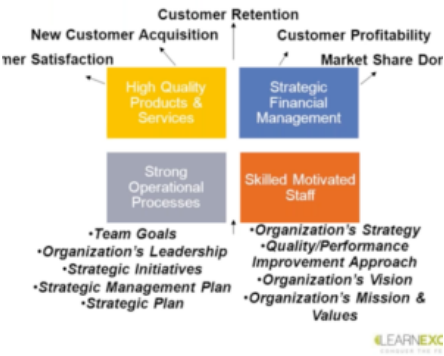 Customer Retention
New Customer Acquisition
Customer Profitability
mer Satisfaction
Market Share Dor
High Quality
Products &
Services
Strategic
Financial
Management
Strong
Operational
Processes
Skilled Motivated
Staff
•Team Goals
•Organization's Leadership
•Strategic Initiatives
•Strategic Management Plan
•Strategic Plan
•Organization's Strategy
•Quality/Performance
Improvement Approach
•Organization's Vision
•Organization's Mission &
Values
LEARNEXC